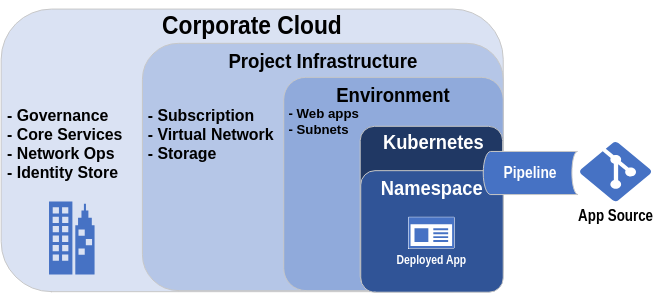 Corporate Cloud
Project Infrastructure
Environment
- Web apps
- Subnets
- Governance
- Core Services
- Network Ops
- Identity Store
- Subscription
- Virtual Network
- Storage
Kubernetes
Namespace
Deployed App
Pipeline
App Source